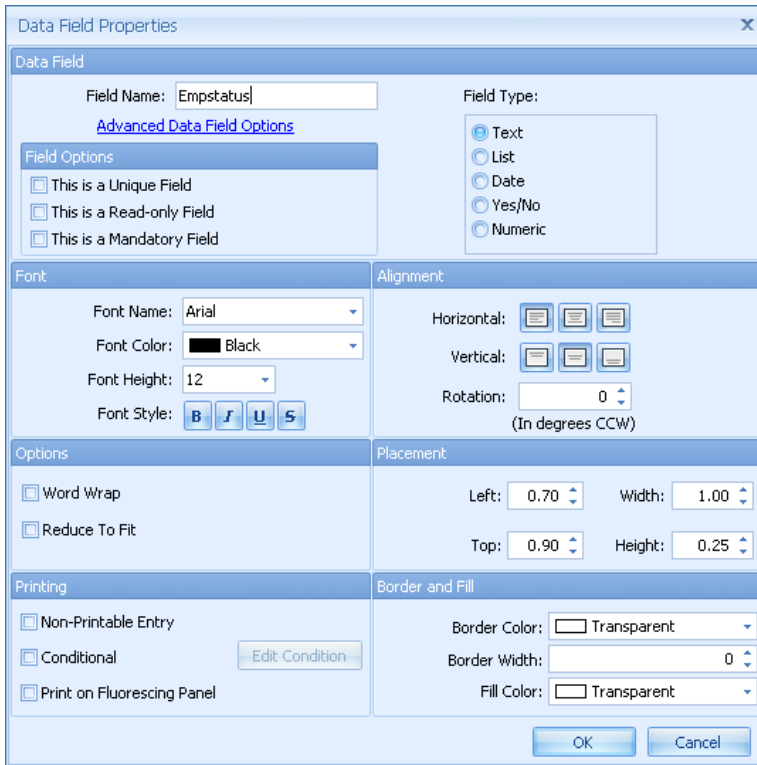 Data Field Properties
x
Data Field
Field Name: Empstatus
Advanced Data Field Options
Field Options
This is a Unique Field
This is a Read-only Field
This is a Mandatory Field
Field Type:
Text
List
Date
Yes/No
Numeric
Font
Font Name: Arial
Font Color: Black
Font Height: 12
Font Style: B I U S
Alignment
Horizontal:
Vertical:
Rotation: 0
(In degrees CCW)
Options
Word Wrap
Reduce To Fit
Placement
Left: 0.70 Width: 1.00
Top: 0.90 Height: 0.25
Printing
Non-Printable Entry
Conditional Edit Condition
Print on Fluorescing Panel
Border and Fill
Border Color: Transparent
Border Width: 0
Fill Color: Transparent
OK Cancel